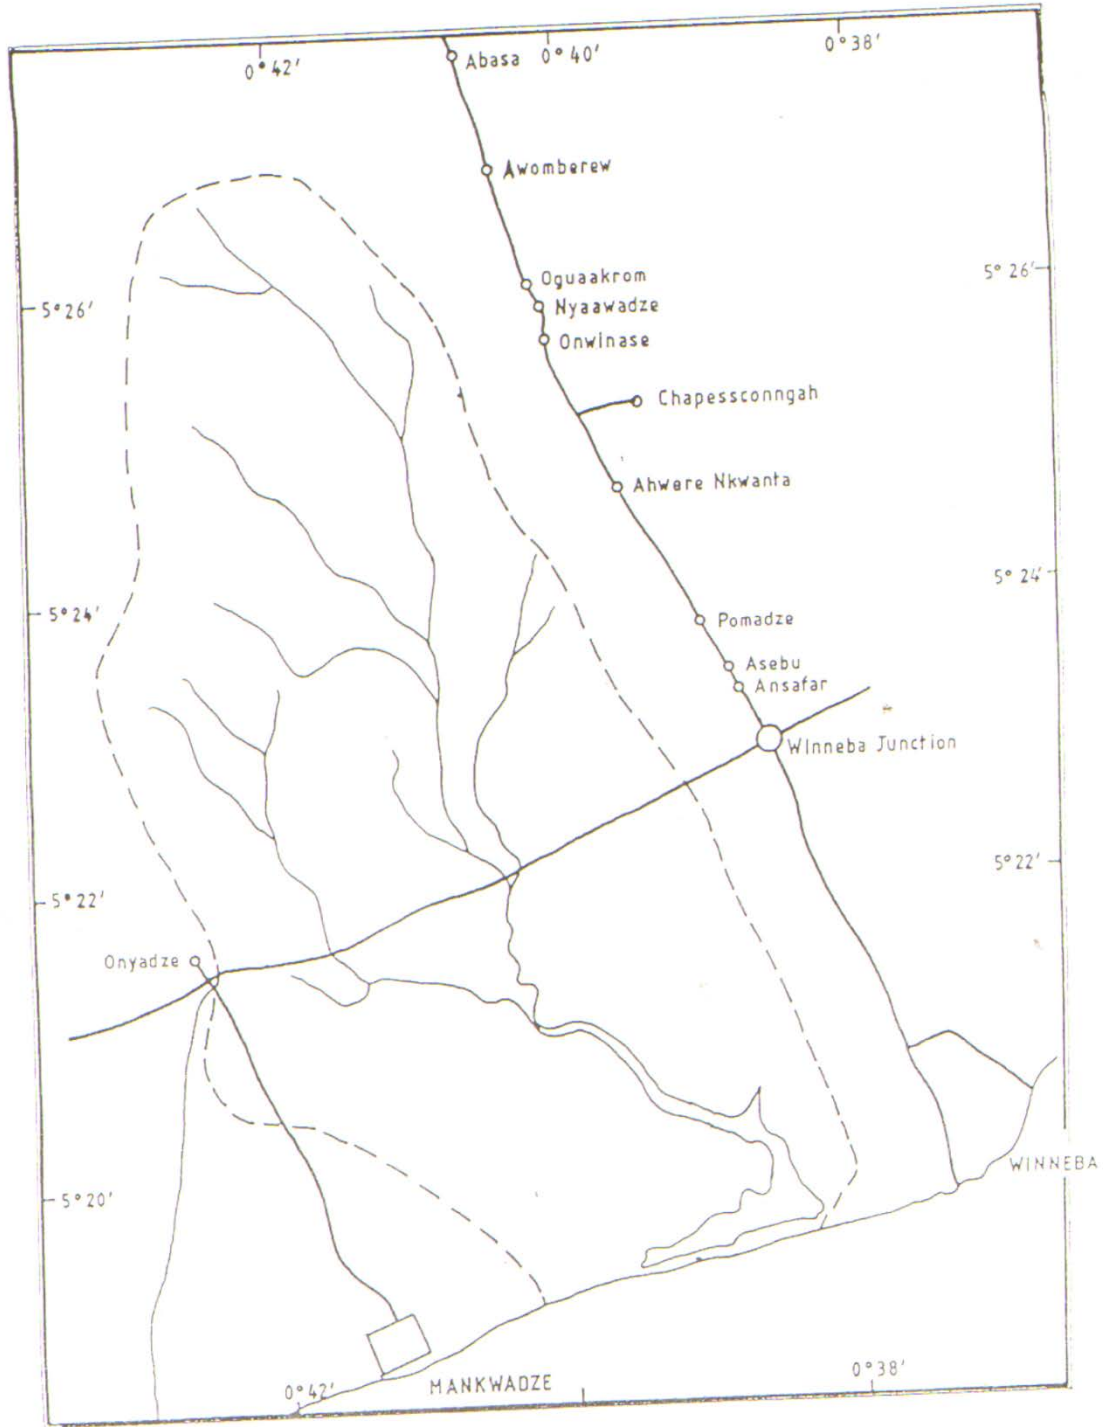 0°42'
Abasa
0°40'
0°38'
Awomberew
Oguaakrom
5°26'
5°26'
Nyaawadze
Onwinase
Chapessconngah
Ahwere Nkwanta
5°24'
5°24'
Pomadze
Asebu
Ansafar
Winneba Junction
5°22'
5°22'
Onyadze
WINNEBA
5°20'
0°42'
MANKWADZE
0°38'